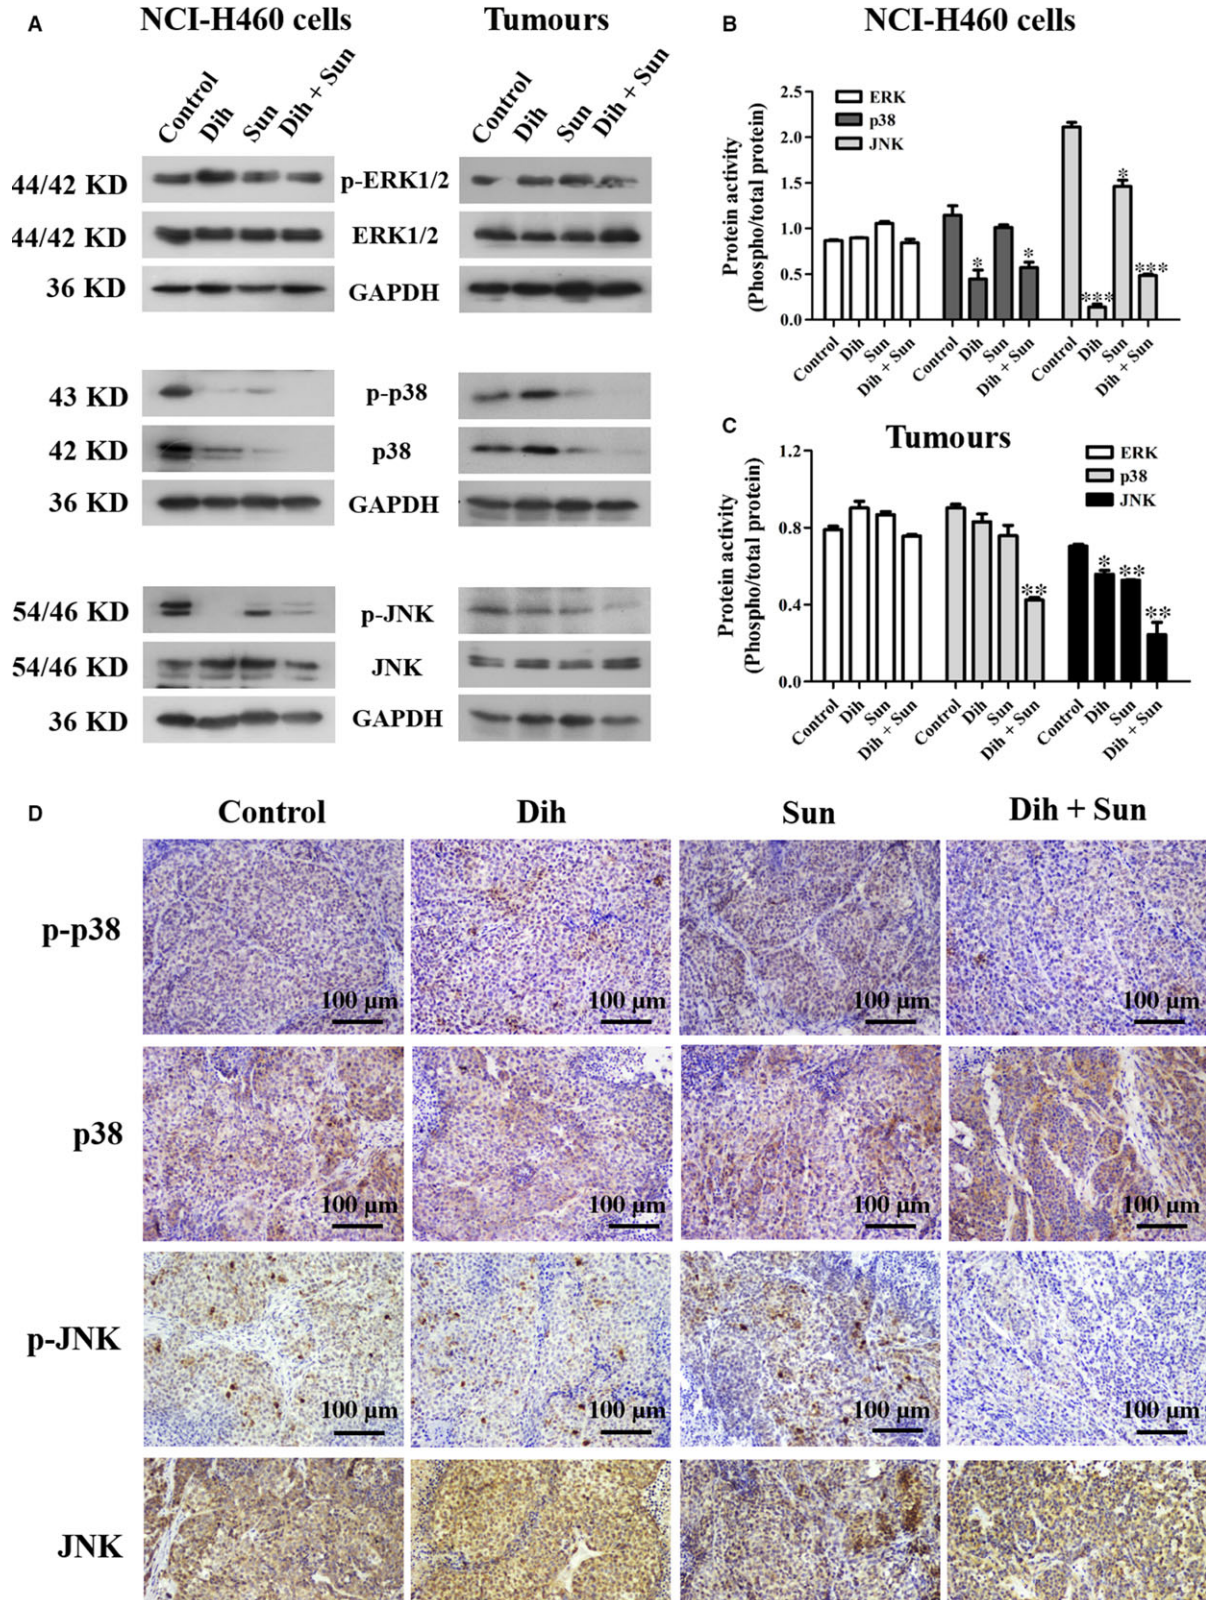 A
NCI-H460 cells
Tumours
Control Dih Sun Dih + Sun
Control Dih Sun Dih + Sun
44/42 KD p-ERK1/2
44/42 KD ERK1/2
36 KD GAPDH
43 KD p-p38
42 KD p38
36 KD GAPDH
54/46 KD p-JNK
54/46 KD JNK
36 KD GAPDH
B
NCI-H460 cells
Protein activity
(Phospho/total protein)
2.5
2.0
1.5
1.0
0.5
0.0
ERK
p38
JNK
* * *** * ***
Control Dih Sun Dih + Sun Control Dih Sun Dih + Sun Control Dih Sun Dih + Sun
C
Tumours
Protein activity
(Phospho/total protein)
1.2
0.8
0.4
0.0
ERK
p38
JNK
** * ** **
Control Dih Sun Dih + Sun Control Dih Sun Dih + Sun Control Dih Sun Dih + Sun
D
Control Dih Sun Dih + Sun
p-p38
100 μm 100 μm 100 μm 100 μm
p38
100 μm 100 μm 100 μm 100 μm
p-JNK
100 μm 100 μm 100 μm 100 μm
JNK